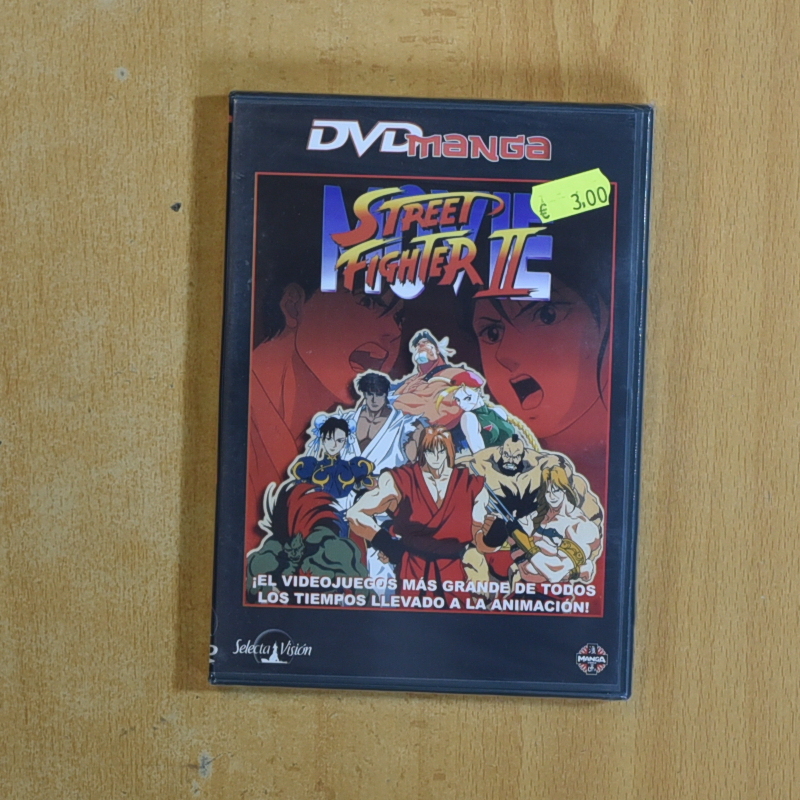 DVD manga
MOVIE
STREET
FIGHTER II
€ 3,00
¡EL VIDEOJUEGOS MÁS GRANDE DE TODOS
LOS TIEMPOS LLEVADO A LA ANIMACIÓN!
Selecta Visión
MANGA